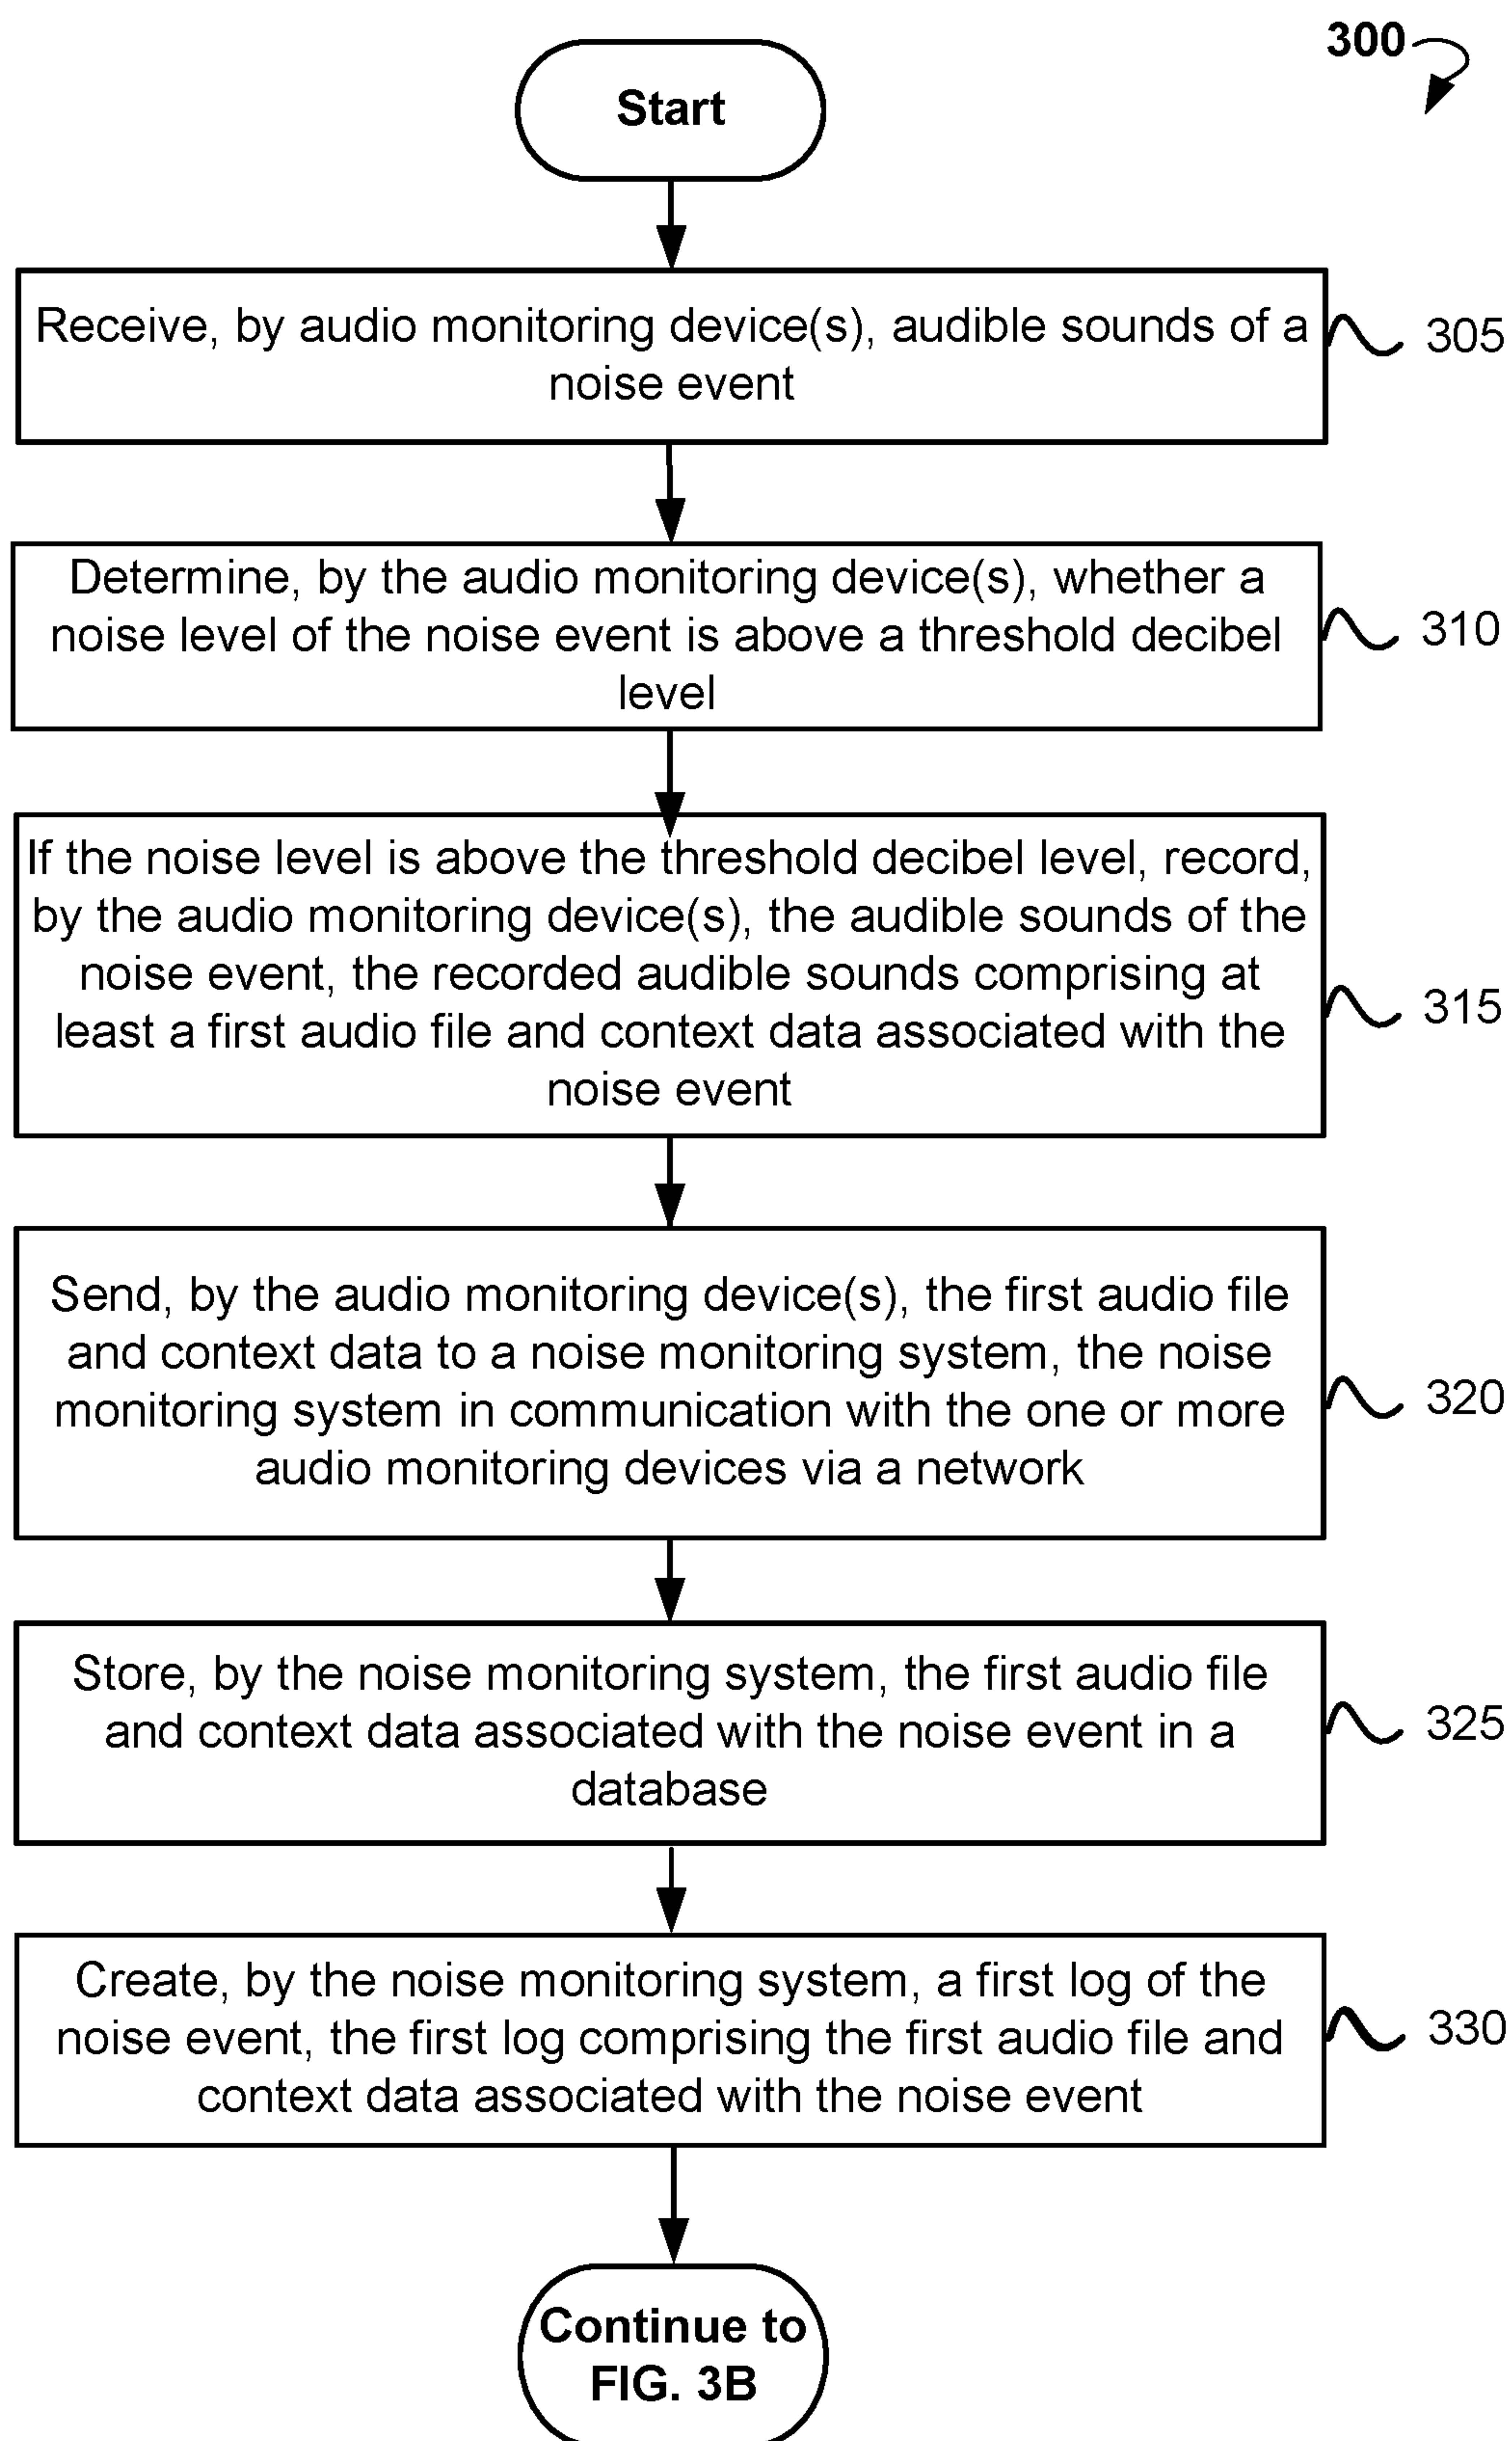 300
Start
Receive, by audio monitoring device(s), audible sounds of a
noise event
305
Determine, by the audio monitoring device(s), whether a
noise level of the noise event is above a threshold decibel
level
310
If the noise level is above the threshold decibel level, record,
by the audio monitoring device(s), the audible sounds of the
noise event, the recorded audible sounds comprising at
least a first audio file and context data associated with the
noise event
315
Send, by the audio monitoring device(s), the first audio file
and context data to a noise monitoring system, the noise
monitoring system in communication with the one or more
audio monitoring devices via a network
320
Store, by the noise monitoring system, the first audio file
and context data associated with the noise event in a
database
325
Create, by the noise monitoring system, a first log of the
noise event, the first log comprising the first audio file and
context data associated with the noise event
330
Continue to
FIG. 3B